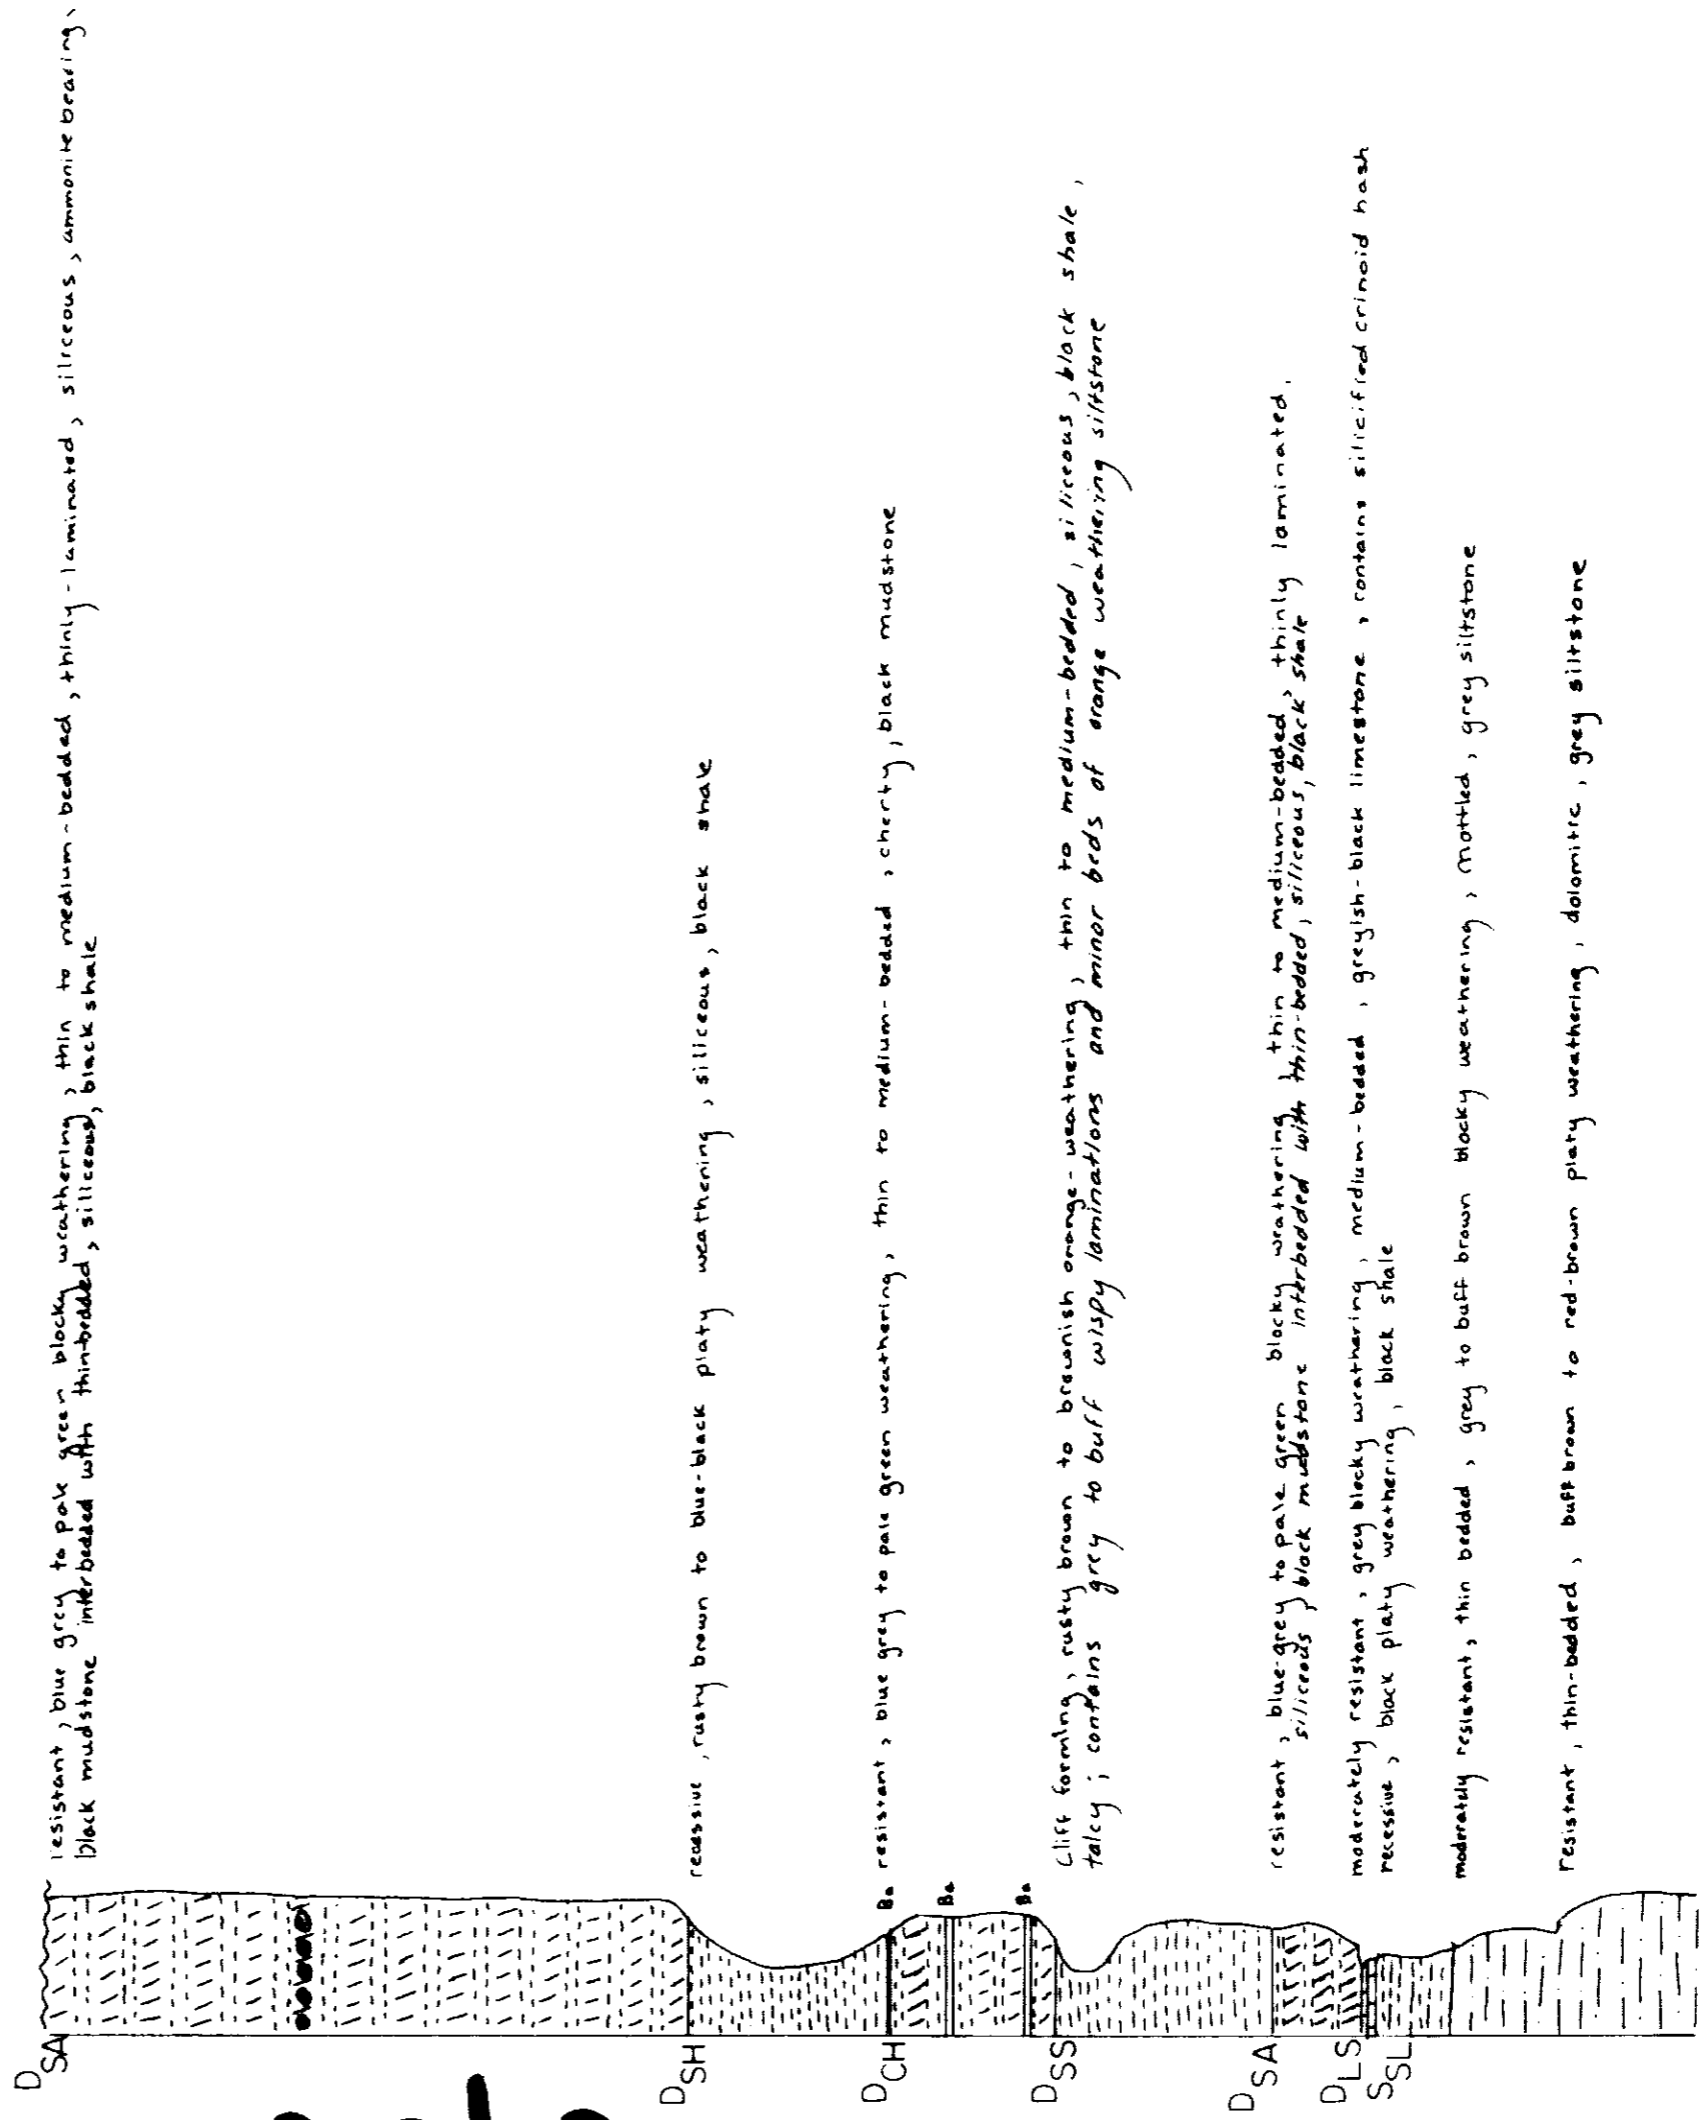 D SA
resistant, blue grey to pale green blocky weathering, thin to medium-bedded, thinly-laminated, siliceous, ammonite bearing,
black mudstone interbedded with thin-bedded, siliceous, black shale
D SH
recessive, rusty brown to blue-black platy weathering, siliceous, black shale
D CH
Ba
resistant, blue grey to pale green weathering, thin to medium-bedded, cherty, black mudstone
Ba
Ba
D SS
Cliff forming, rusty brown to brownish orange-weathering, thin to medium-bedded, siliceous, black shale,
talcy; contains grey to buff wispy laminations and minor beds of orange weathering siltstone
D SA
resistant, blue-grey to pale green blocky weathering, thin to medium-bedded, thinly laminated,
siliceous, black mudstone interbedded with thin-bedded, siliceous, black shale
D LS
moderately resistant, grey blocky weathering, medium-bedded, greyish-black limestone, contains silicified crinoid hash
S SL
recessive, black platy weathering, black shale
moderately resistant, thin bedded, grey to buff brown blocky weathering, mottled, grey siltstone
resistant, thin-bedded, buff brown to red-brown platy weathering, dolomitic, grey siltstone